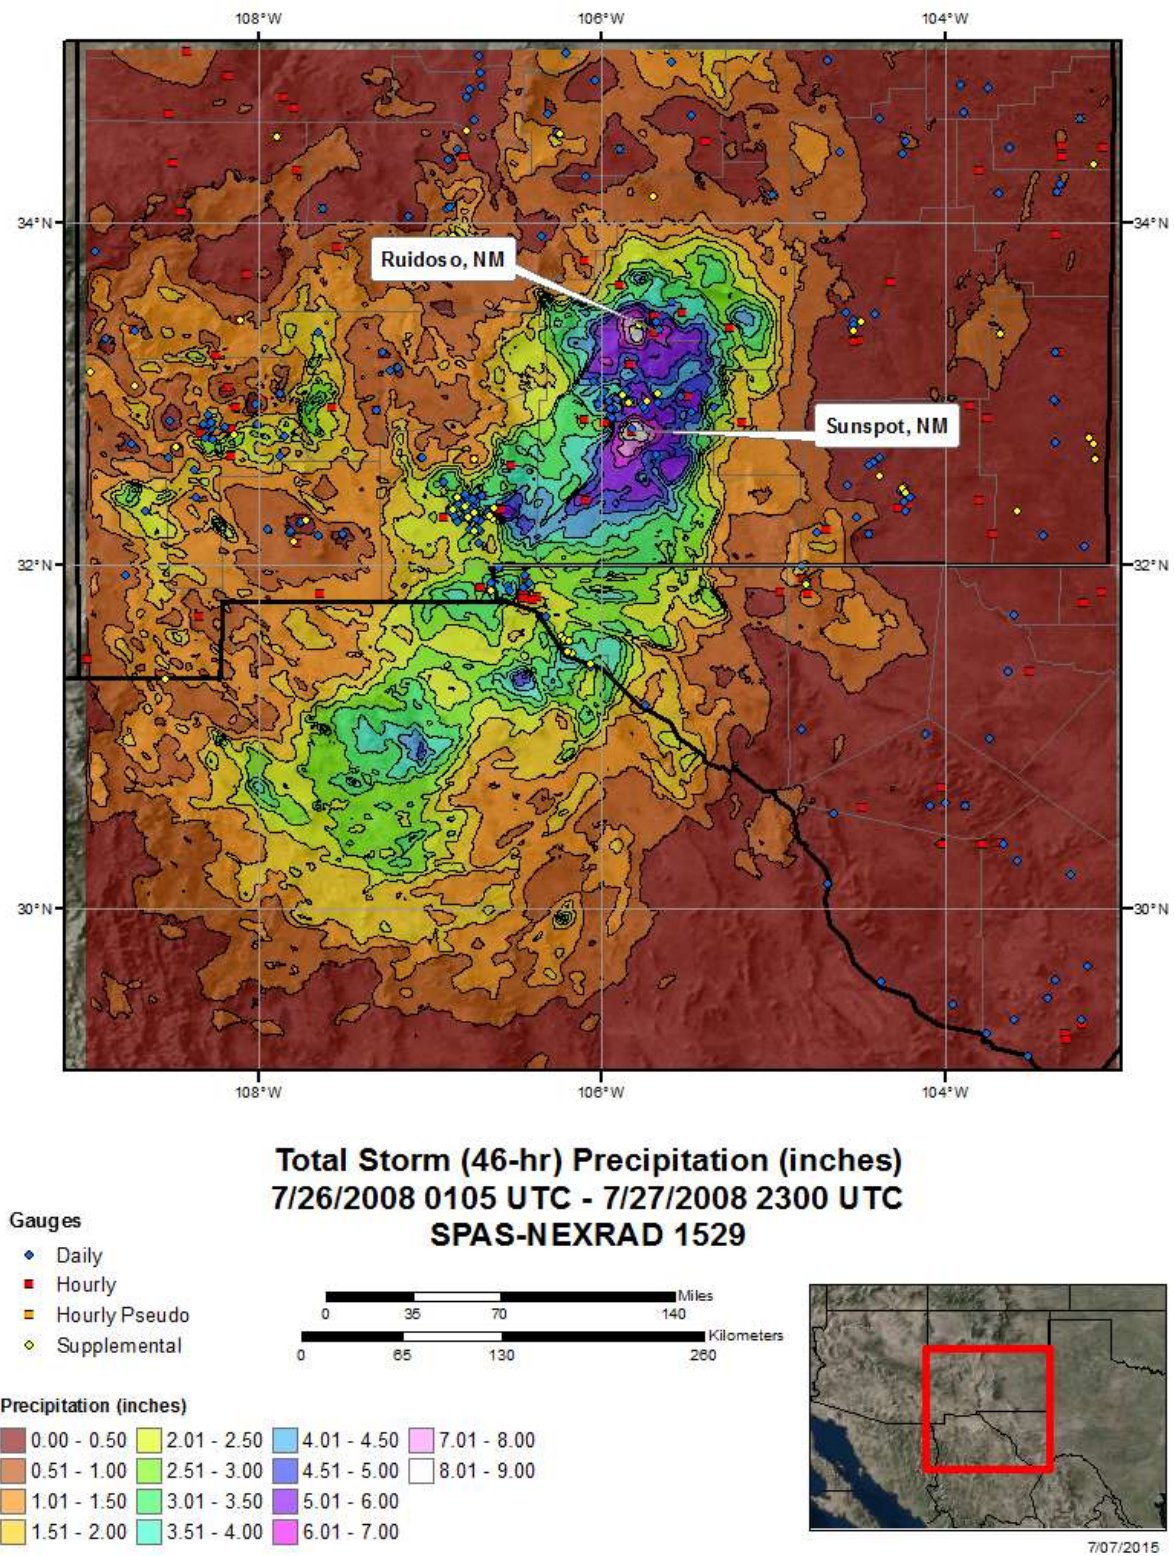 108°W 106°W 104°W
34°N 34°N
Ruidoso, NM
Sunspot, NM
32°N 32°N
30°N 30°N
108°W 106°W 104°W
Total Storm (46-hr) Precipitation (inches)
7/26/2008 0105 UTC - 7/27/2008 2300 UTC
SPAS-NEXRAD 1529
Gauges
Daily
Hourly
Hourly Pseudo
Supplemental
Miles
0 35 70 140
Kilometers
0 65 130 260
Precipitation (inches)
0.00 - 0.50 2.01 - 2.50 4.01 - 4.50 7.01 - 8.00
0.51 - 1.00 2.51 - 3.00 4.51 - 5.00 8.01 - 9.00
1.01 - 1.50 3.01 - 3.50 5.01 - 6.00
1.51 - 2.00 3.51 - 4.00 6.01 - 7.00
7/07/2015